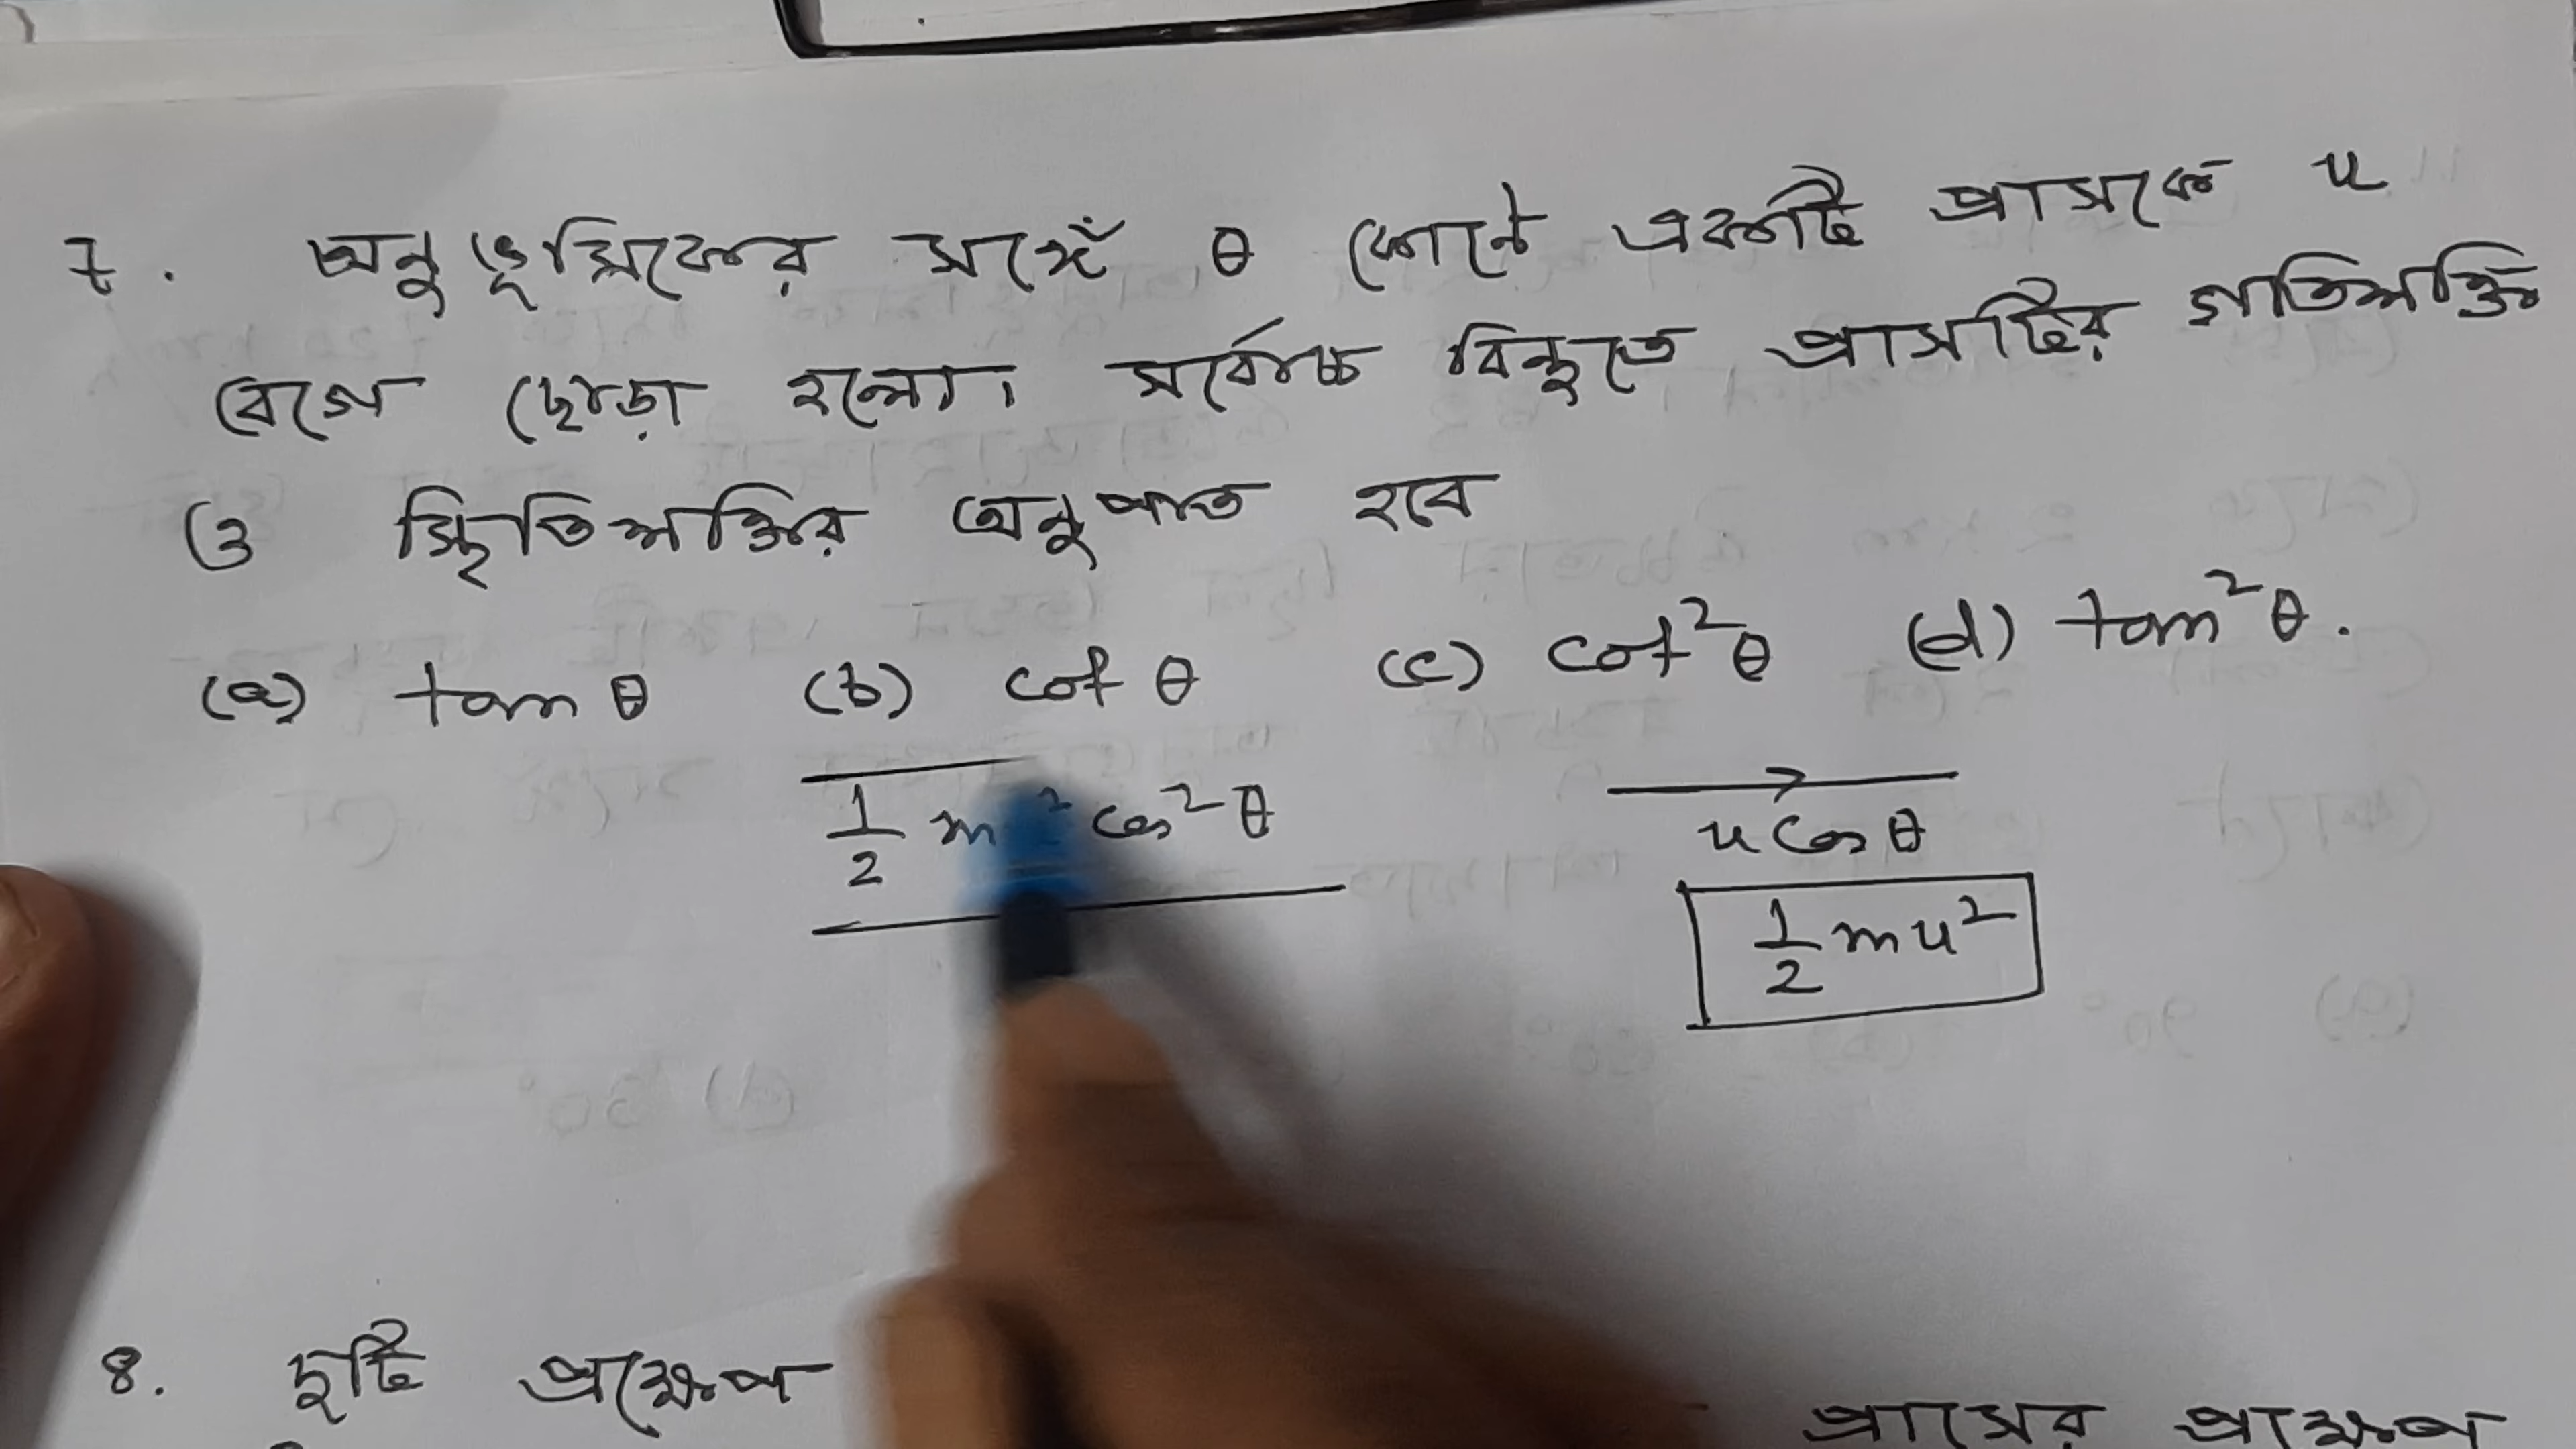 7. অনুভূমিকের সঙ্গে θ কোণে একটি প্রাসকে u
বেগে ছোড়া হলো। সর্বোচ্চ বিন্দুতে প্রাসটির গতিশক্তি
ও স্থিতিশক্তির অনুপাত হবে
(a) tan θ (b) cot θ (c) cot²θ (d) tan²θ.
1/2 m ² cos²θ
u cos θ
1/2 mu²
8. দুটি প্রক্ষেপ প্রাসের প্রক্ষেপ